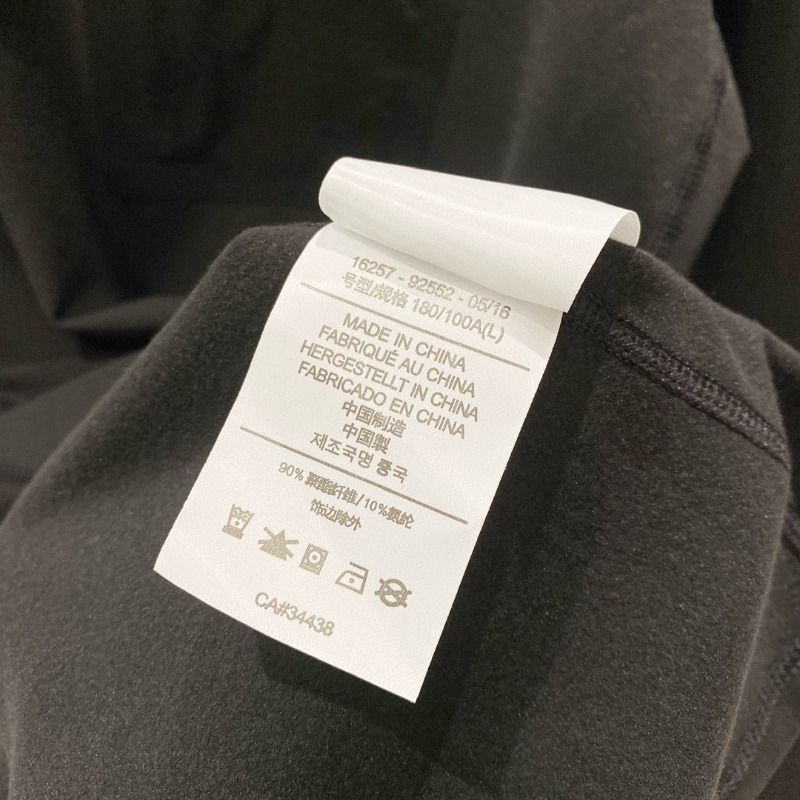 16257 - 92552 - 05/16
号型/规格 180/100A(L)
MADE IN CHINA
FABRIQUÉ AU CHINA
HERGESTELLT IN CHINA
FABRICADO EN CHINA
中国制造
中国製
제조국명 중국
90% 聚酯纤维 / 10%氨纶
饰边除外
CA#34438